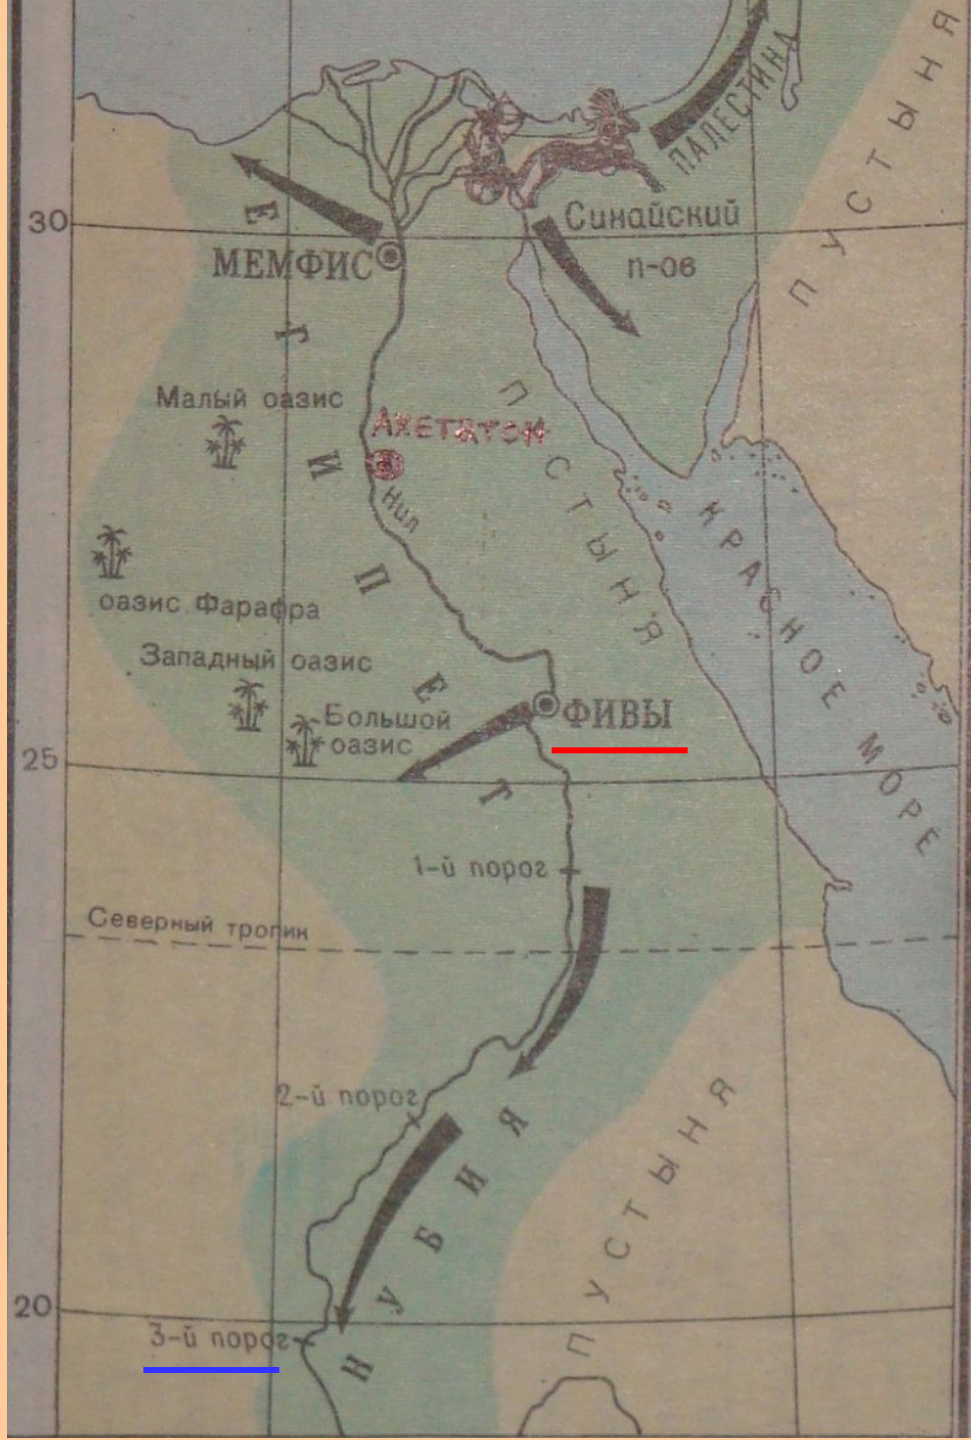 ПАЛЕСТИНА
ПУСТЫНЯ
30
Синайский
п-ов
МЕМФИС
ЕГИПЕТ
Малый оазис
АХЕТАТОН
Нил
ПУСТЫНЯ
КРАСНОЕ МОРЕ
оазис Фарафра
Западный оазис
Большой
оазис
ФИВЫ
25
1-й порог
Северный тропик
2-й порог
НУБИЯ
ПУСТЫНЯ
20
3-й порог